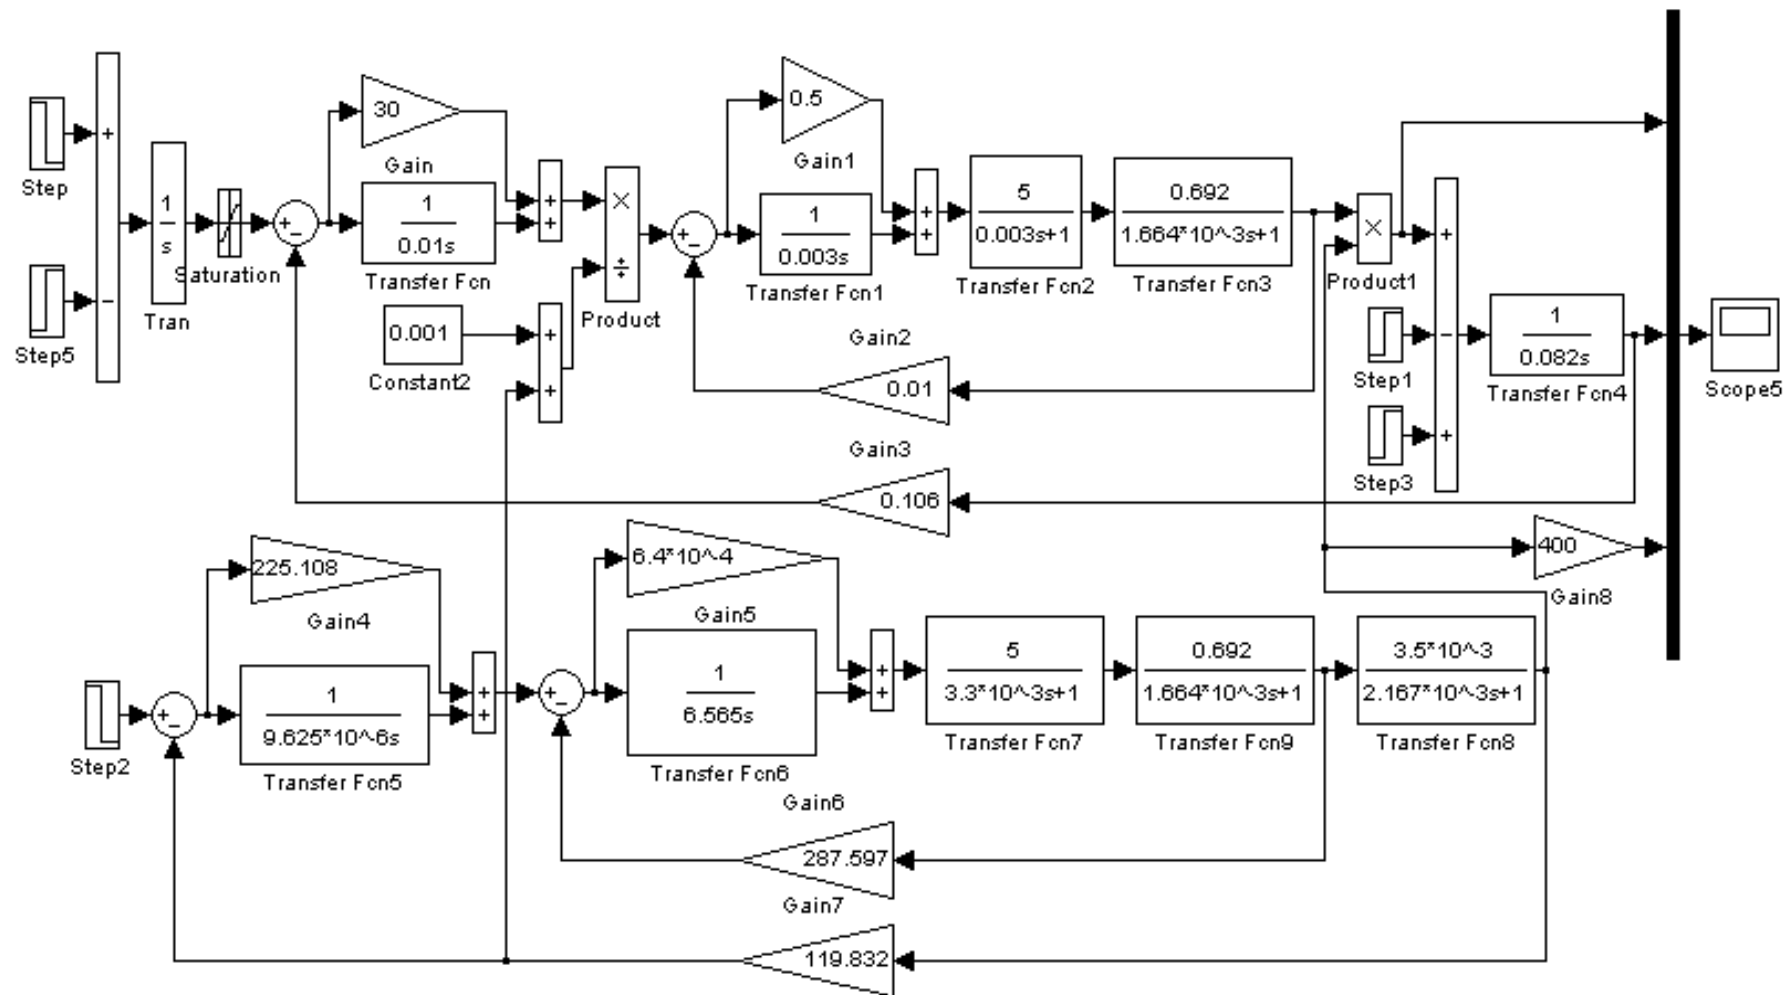 +
Step
−
Step5
1
s
Tran
Saturation
+
−
30
Gain
1
0.01s
Transfer Fcn
+
+
0.001
Constant2
+
+
×
÷
Product
+
−
0.5
Gain1
1
0.003s
Transfer Fcn1
+
+
5
0.003s+1
Transfer Fcn2
0.692
1.664*10^-3s+1
Transfer Fcn3
×
Product1
+
−
+
Step1
Step3
1
0.082s
Transfer Fcn4
Scope5
Gain2
0.01
Gain3
0.106
400
Gain8
Step2
+
−
225.108
Gain4
1
9.625*10^-6s
Transfer Fcn5
+
+
+
−
6.4*10^-4
Gain5
1
6.565s
Transfer Fcn6
+
+
5
3.3*10^-3s+1
Transfer Fcn7
0.692
1.664*10^-3s+1
Transfer Fcn9
3.5*10^-3
2.167*10^-3s+1
Transfer Fcn8
Gain6
287.597
Gain7
119.832